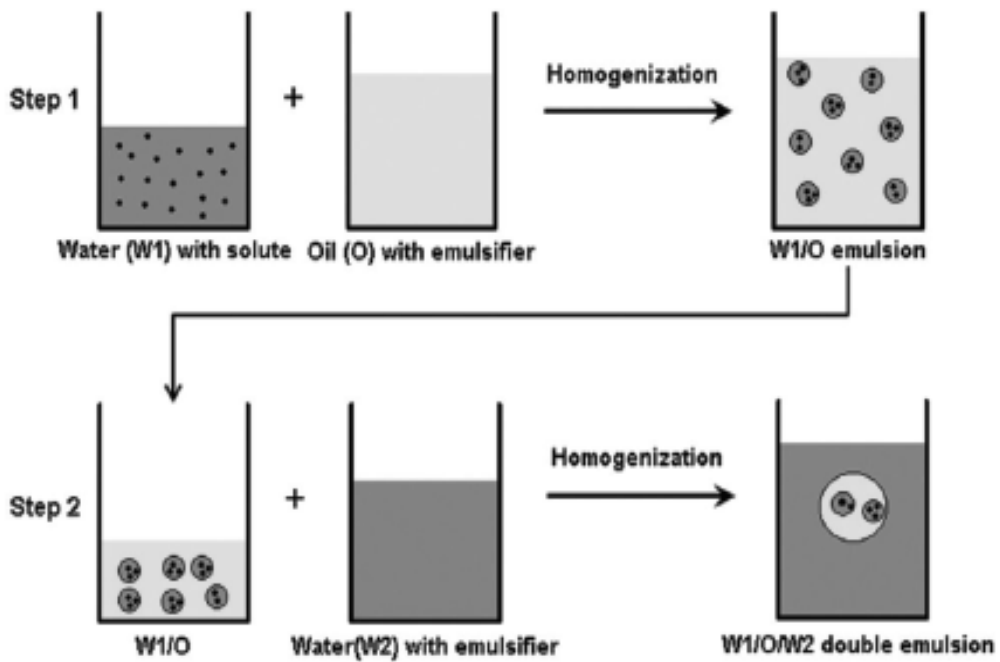 Step 1
+
Homogenization
Water (W1) with solute
Oil (O) with emulsifier
W1/O emulsion
Step 2
+
Homogenization
W1/O
Water(W2) with emulsifier
W1/O/W2 double emulsion